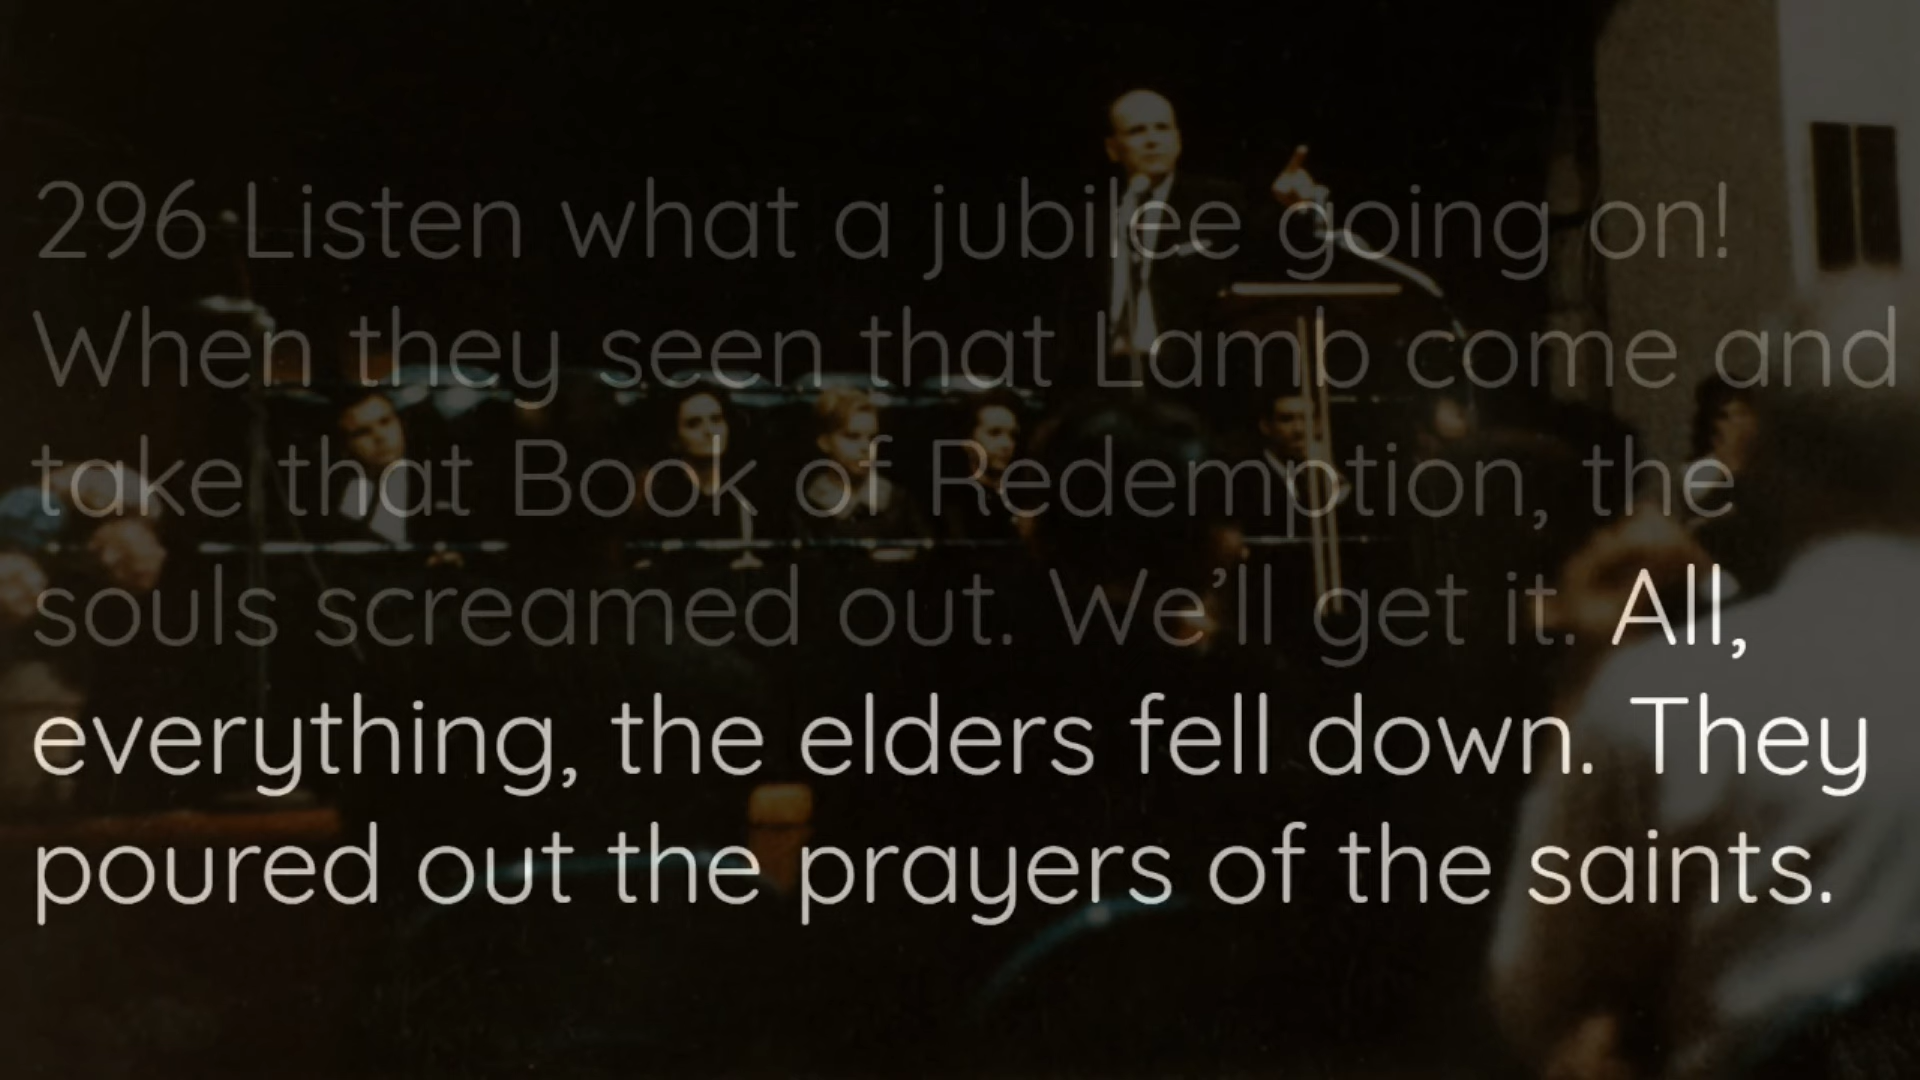 296 Listen what a jubilee going on!
When they seen that Lamb come and
take that Book of Redemption, the
souls screamed out. We’ll get it. All,
everything, the elders fell down. They
poured out the prayers of the saints.